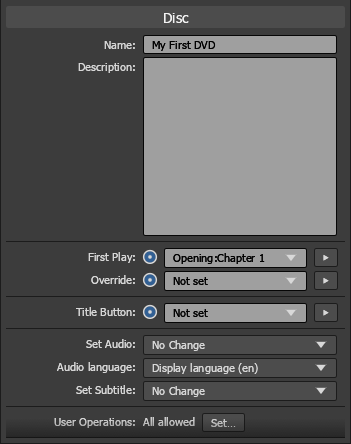 Disc
Name: My First DVD
Description:
First Play: Opening:Chapter 1
Override: Not set
Title Button: Not set
Set Audio: No Change
Audio language: Display language (en)
Set Subtitle: No Change
User Operations: All allowed Set...